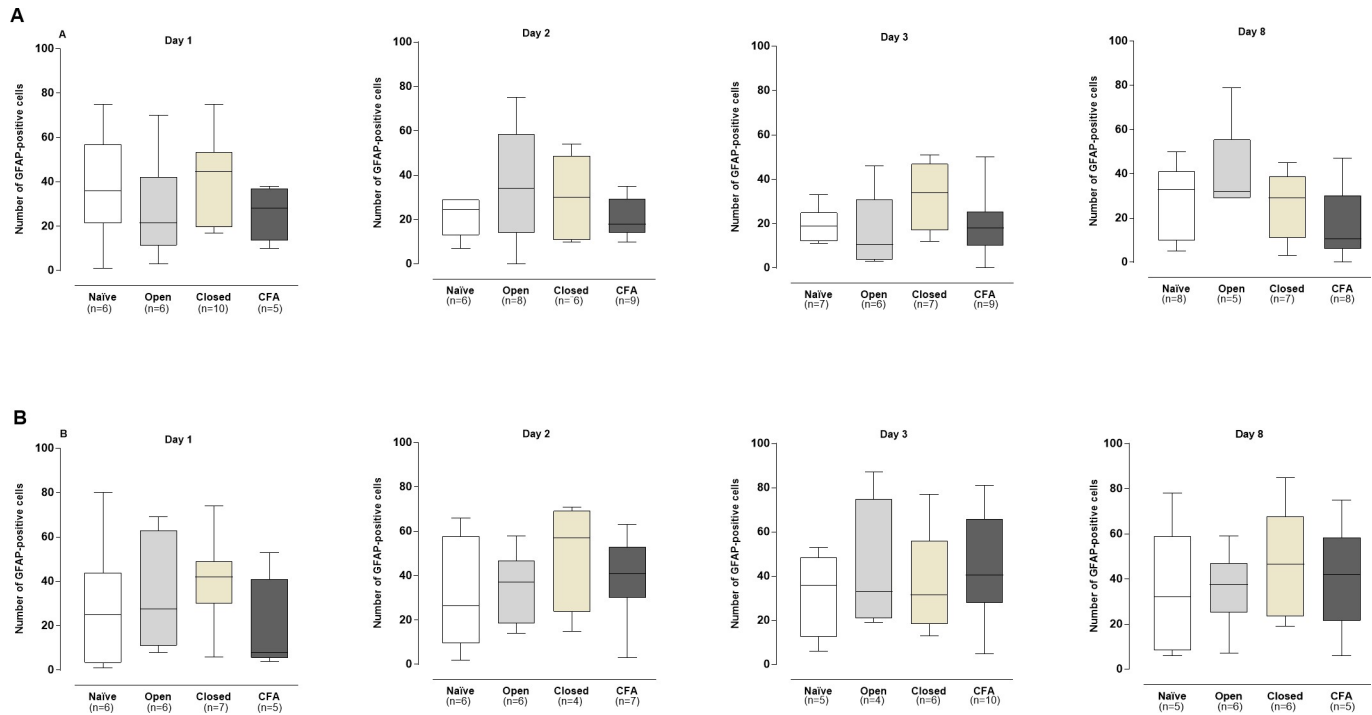 A
A
Day 1
Number of GFAP-positive cells
100
80
60
40
20
0
Naïve
(n=6)
Open
(n=6)
Closed
(n=10)
CFA
(n=5)
Day 2
Number of GFAP-positive cells
100
80
60
40
20
0
Naïve
(n=6)
Open
(n=8)
Closed
(n= 6)
CFA
(n=9)
Day 3
Number of GFAP-positive cells
100
80
60
40
20
0
Naïve
(n=7)
Open
(n=6)
Closed
(n=7)
CFA
(n=9)
Day 8
Number of GFAP-positive cells
100
80
60
40
20
0
Naïve
(n=8)
Open
(n=5)
Closed
(n=7)
CFA
(n=8)
B
B
Day 1
Number of GFAP-positive cells
100
80
60
40
20
0
Naïve
(n=6)
Open
(n=6)
Closed
(n=7)
CFA
(n=5)
Day 2
Number of GFAP-positive cells
100
80
60
40
20
0
Naïve
(n=6)
Open
(n=6)
Closed
(n=4)
CFA
(n=7)
Day 3
Number of GFAP-positive cells
100
80
60
40
20
0
Naïve
(n=5)
Open
(n=4)
Closed
(n=6)
CFA
(n=10)
Day 8
Number of GFAP-positive cells
100
80
60
40
20
0
Naïve
(n=5)
Open
(n=6)
Closed
(n=6)
CFA
(n=5)